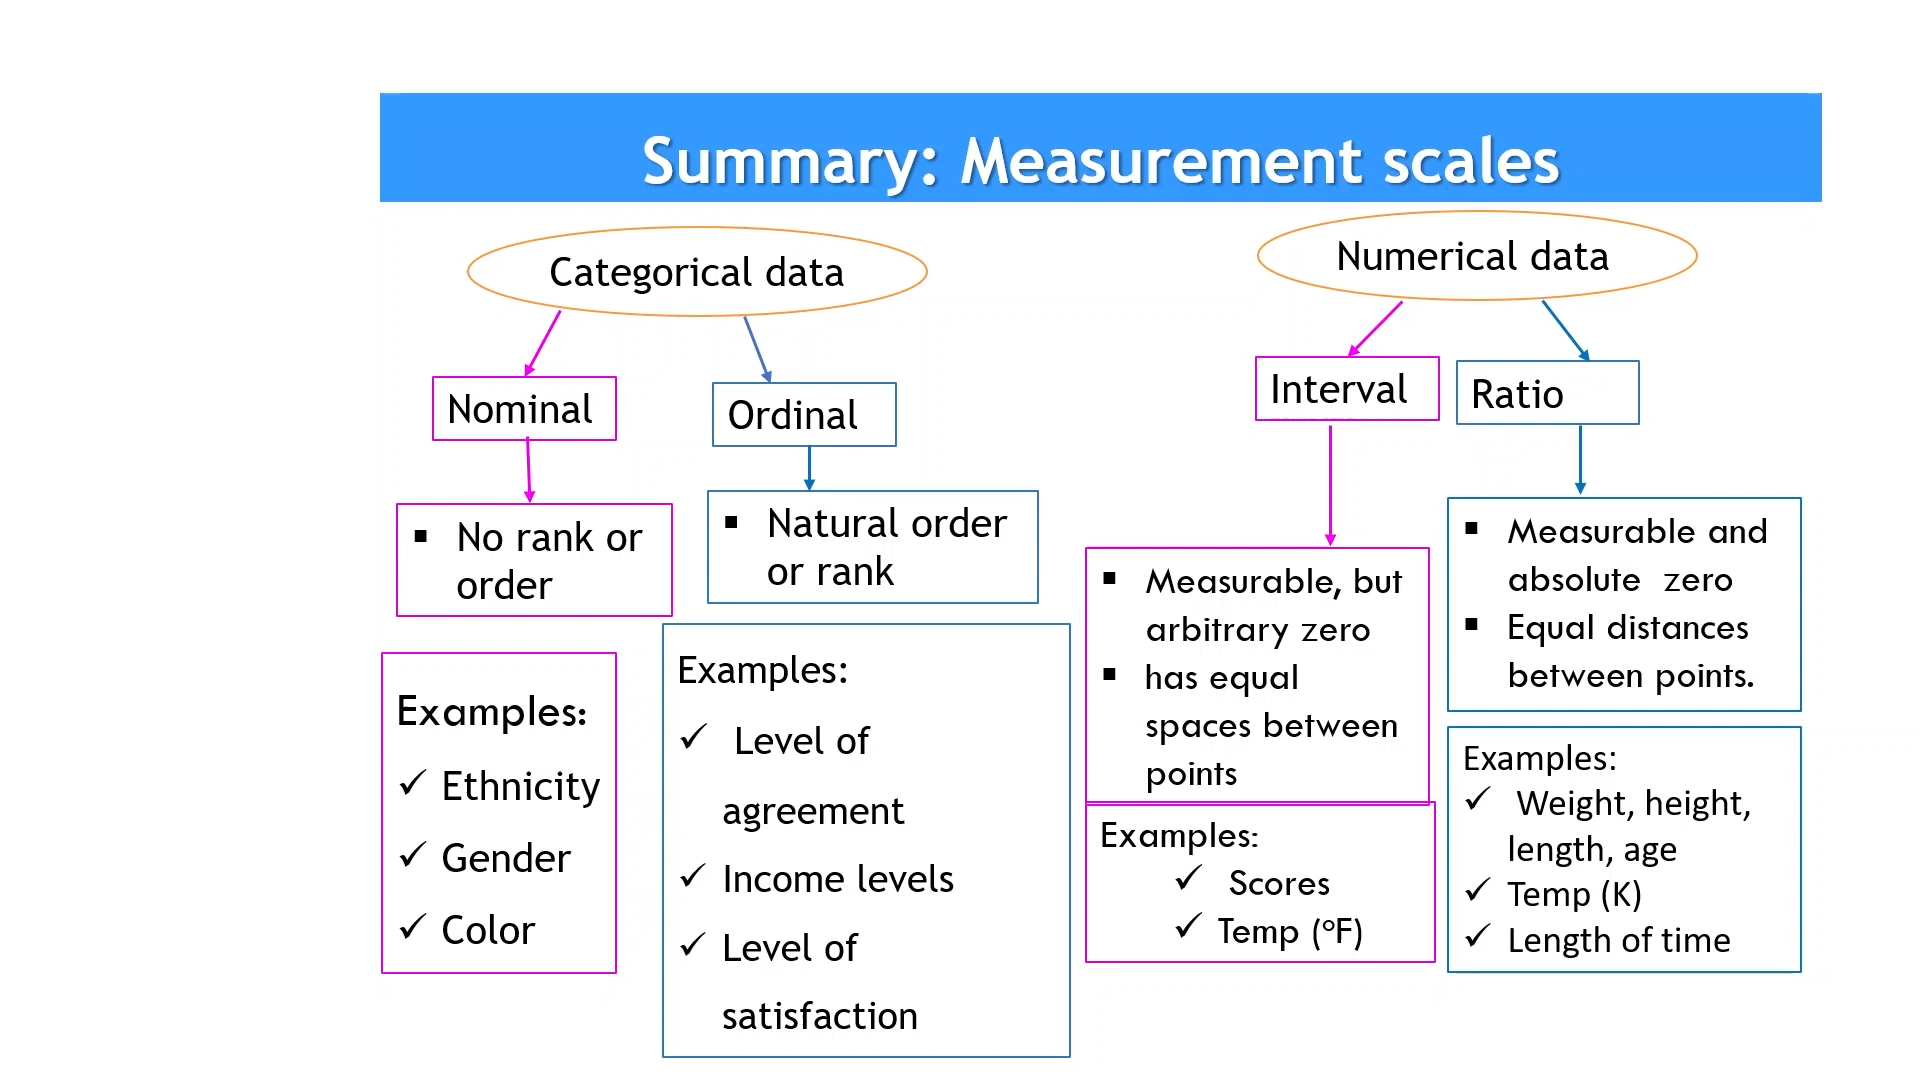 Summary: Measurement scales
Categorical data
Nominal
▪ No rank or
order
Examples:
✓ Ethnicity
✓ Gender
✓ Color
Ordinal
▪ Natural order
or rank
Examples:
✓ Level of
agreement
✓ Income levels
✓ Level of
satisfaction
Numerical data
Interval
▪ Measurable, but
arbitrary zero
▪ has equal
spaces between
points
Examples:
✓ Scores
✓ Temp (°F)
Ratio
▪ Measurable and
absolute zero
▪ Equal distances
between points.
Examples:
✓ Weight, height,
length, age
✓ Temp (K)
✓ Length of time